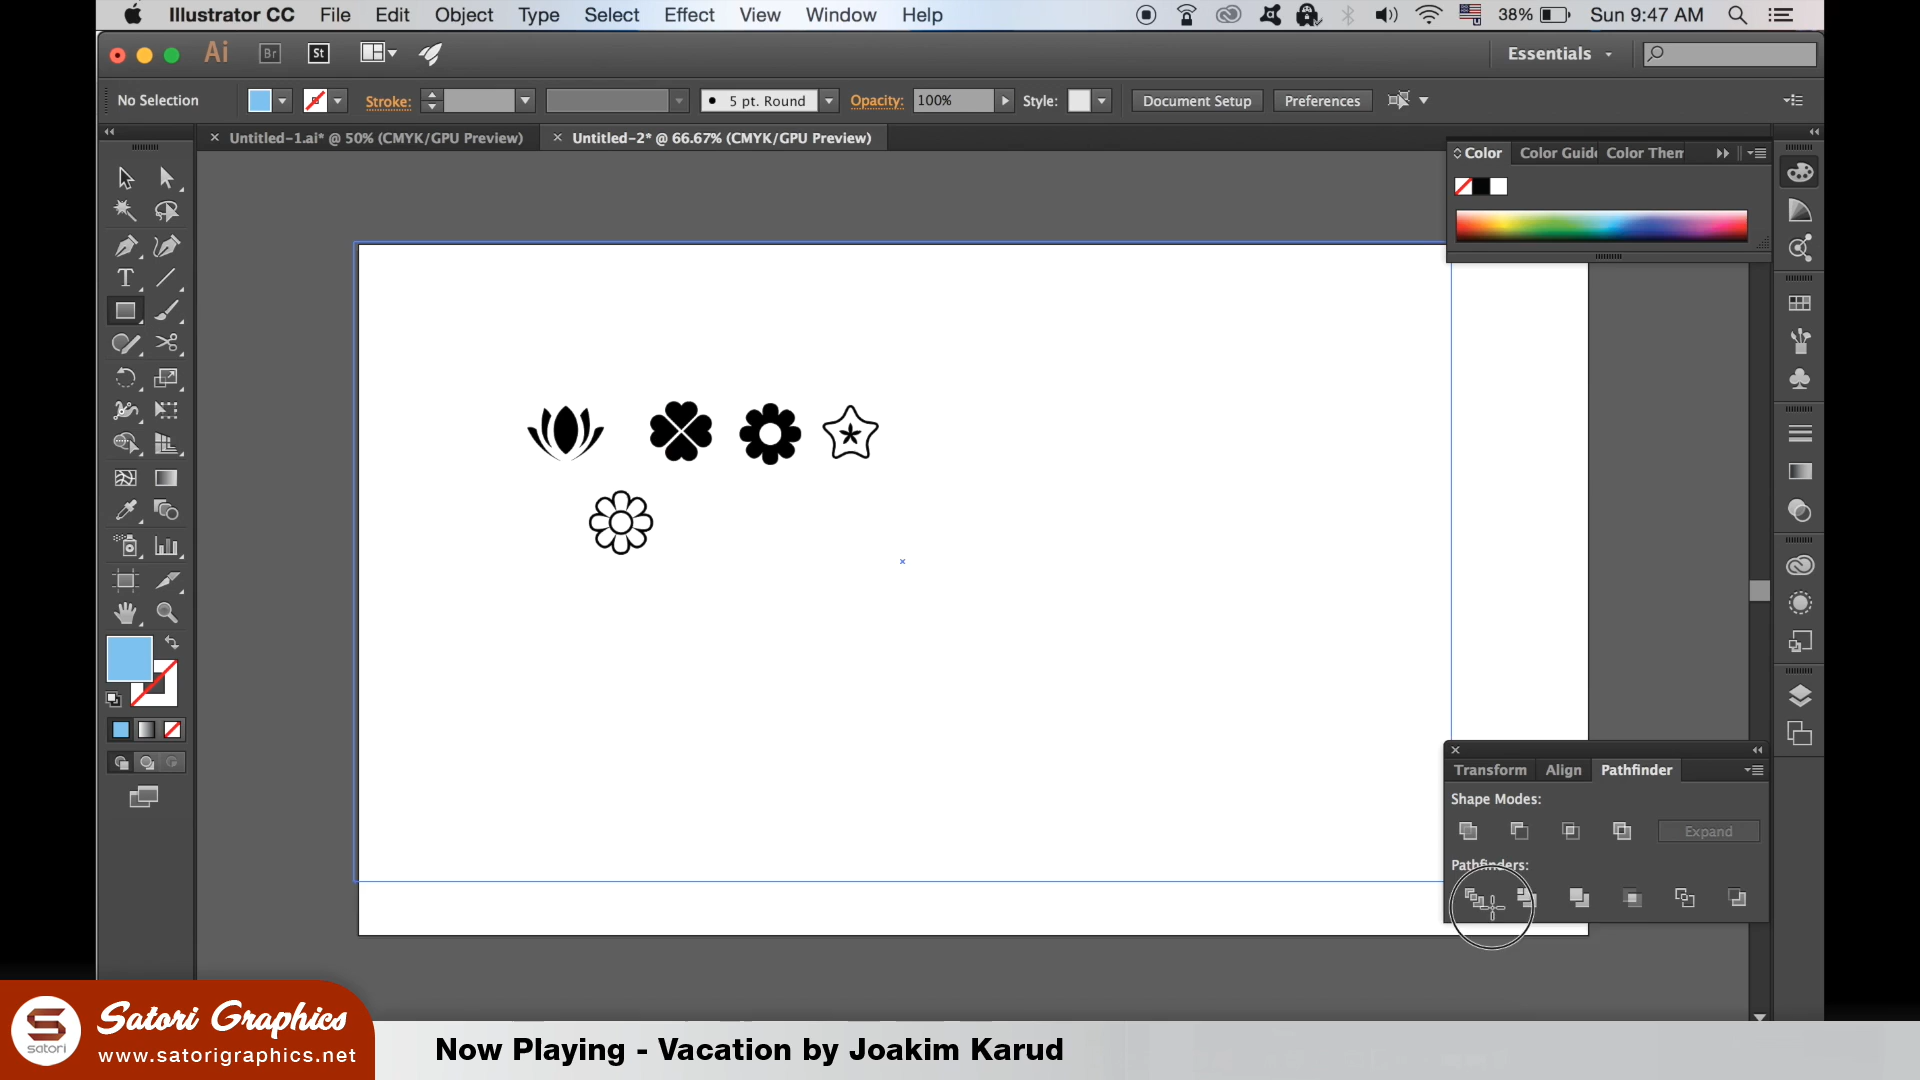 Illustrator CC File Edit Object Type Select Effect View Window Help 38% Sun 9:47 AM
Ai Br St Essentials
No Selection Stroke: 5 pt. Round Opacity: 100% Style: Document Setup Preferences
Untitled-1.ai* @ 50% (CMYK/GPU Preview) Untitled-2* @ 66.67% (CMYK/GPU Preview)
Color Color Guide Color Them
T
Transform Align Pathfinder
Shape Modes:
Expand
Pathfinders:
Satori Graphics
satori
www.satorigraphics.net
Now Playing - Vacation by Joakim Karud